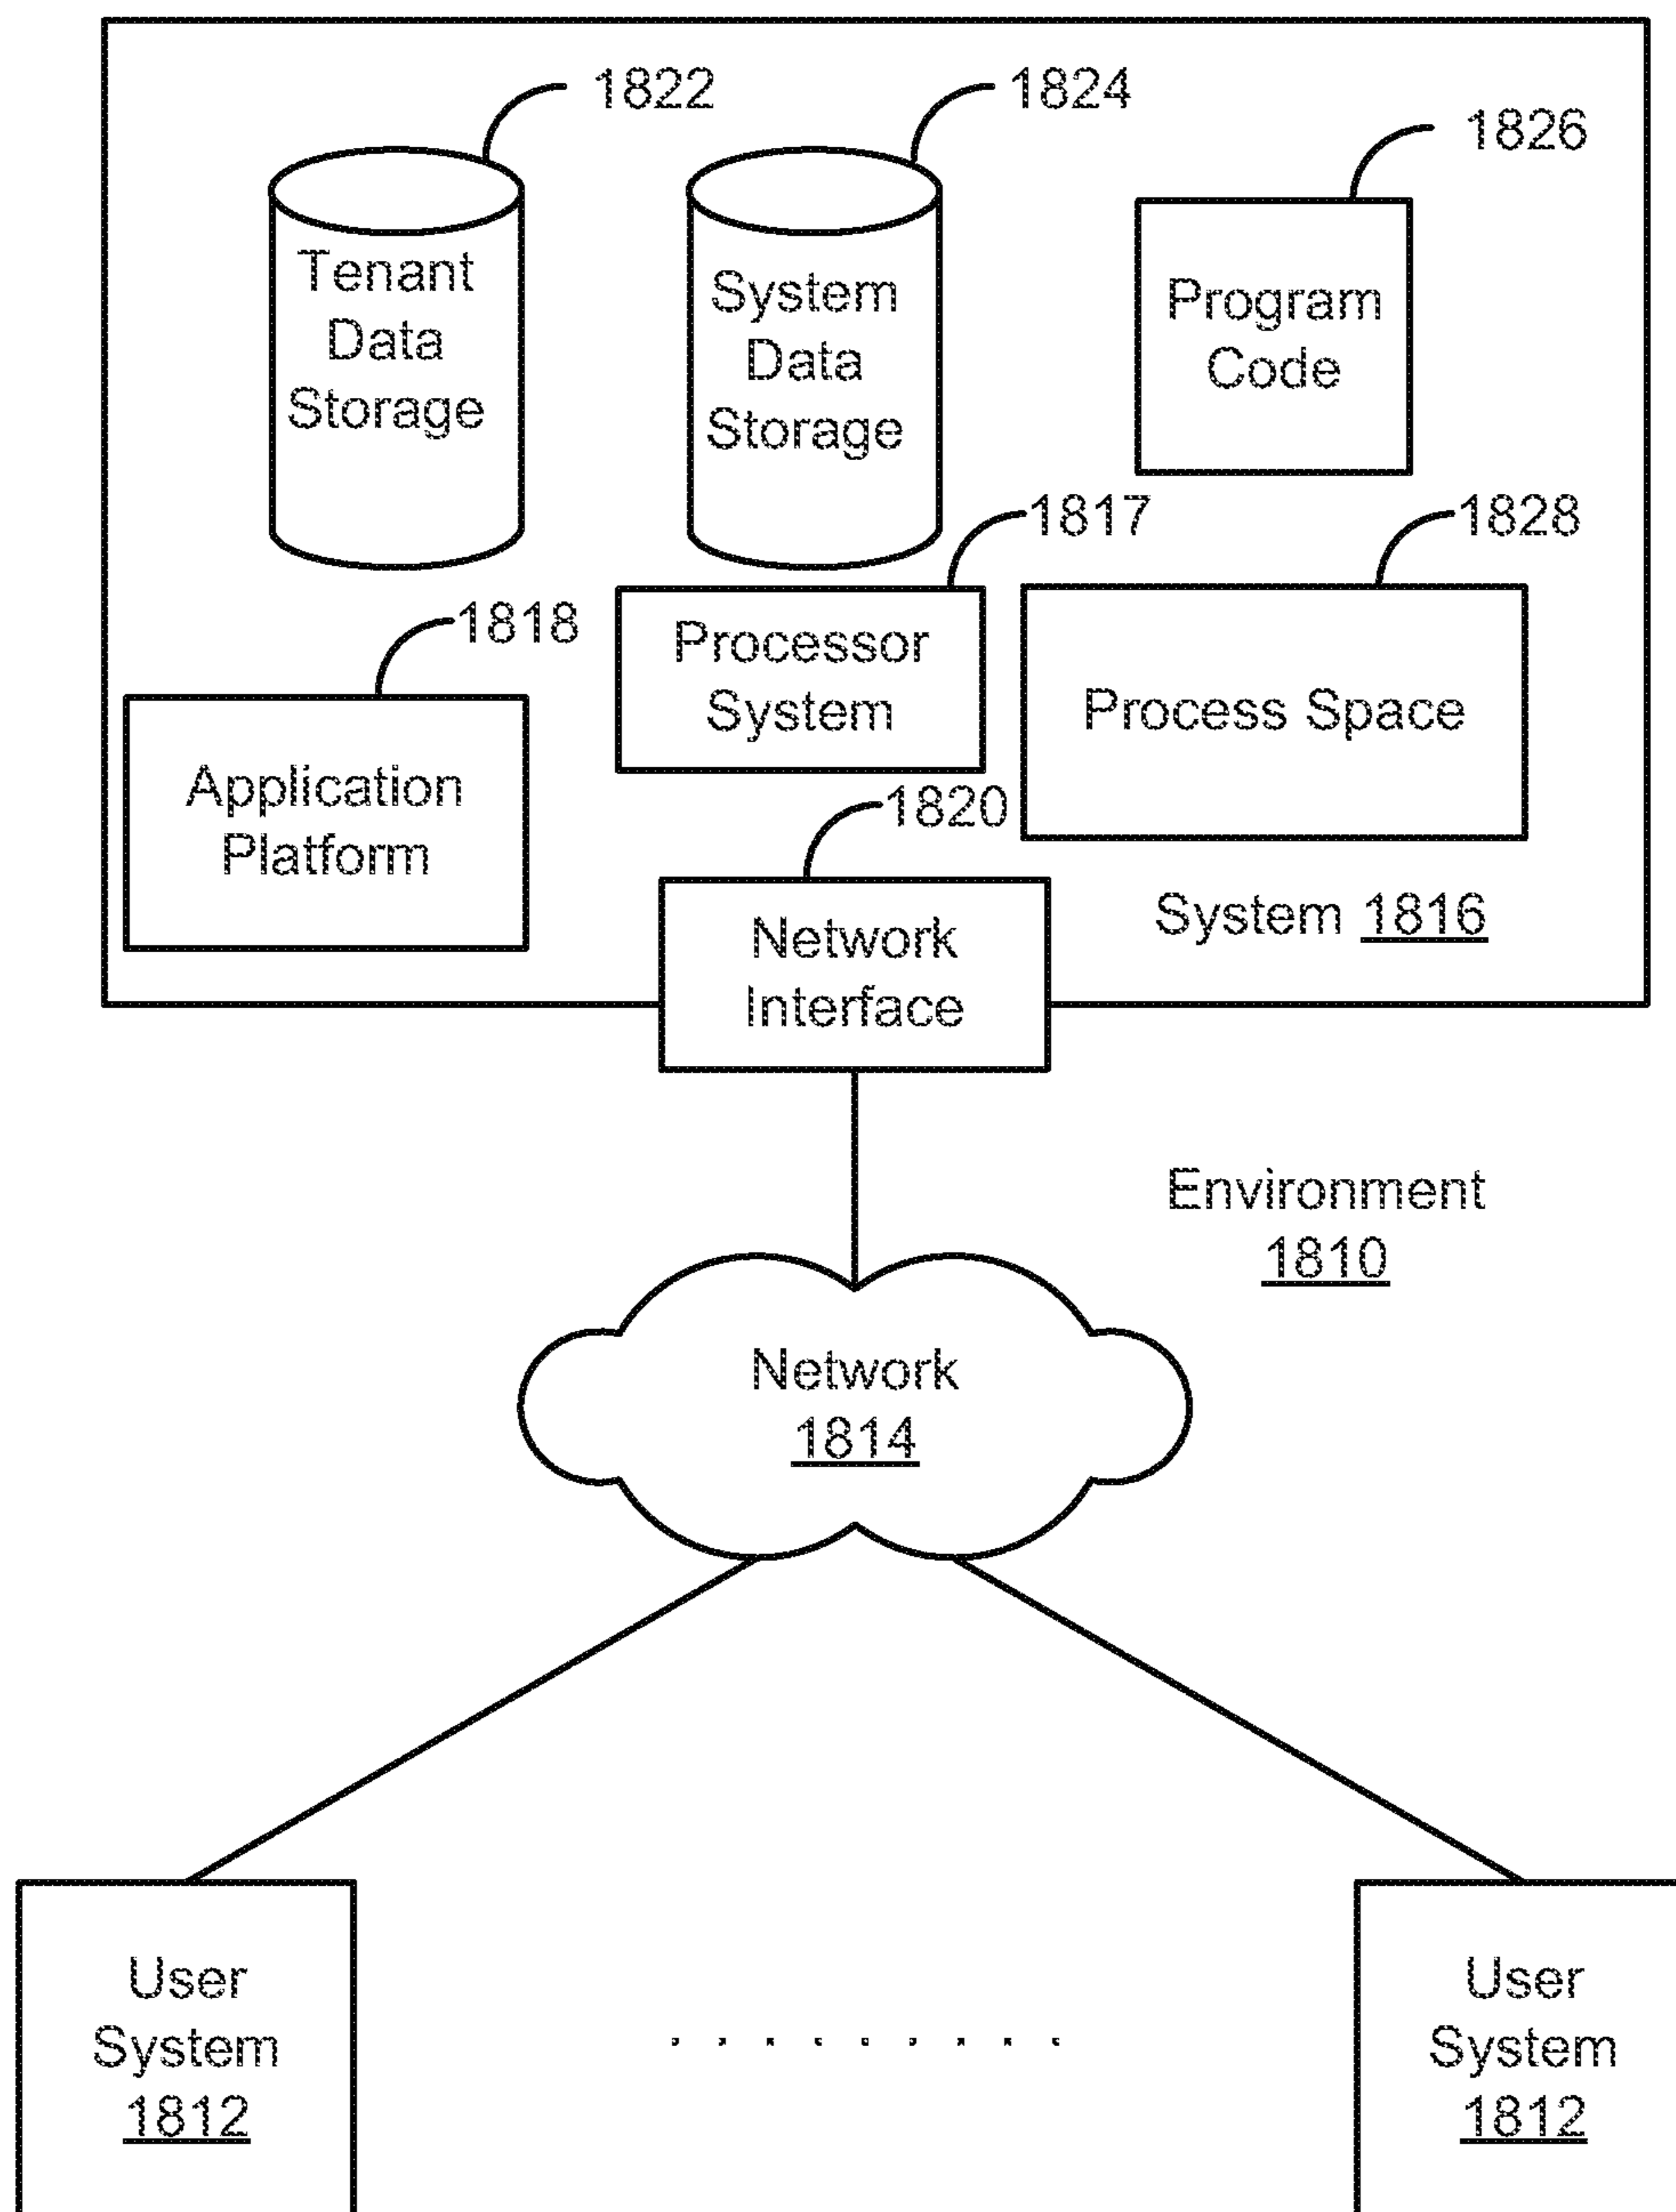 1822
1824
1826
Tenant
Data
Storage
System
Data
Storage
Program
Code
1817
1828
1818
Processor
System
Process Space
Application
Platform
1820
Network
Interface
System 1816
Environment
1810
Network
1814
User
System
1812
User
System
1812